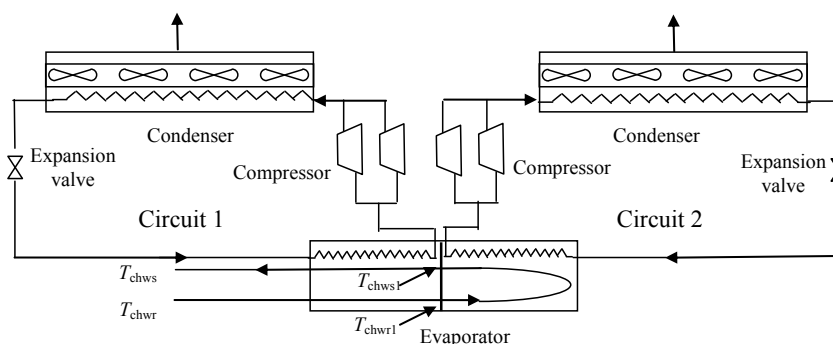 Condenser
Condenser
Expansion
valve
Compressor
Compressor
Expansion
valve
Circuit 1
Circuit 2
Tchws
Tchws1
Tchwr
Tchwr1
Evaporator